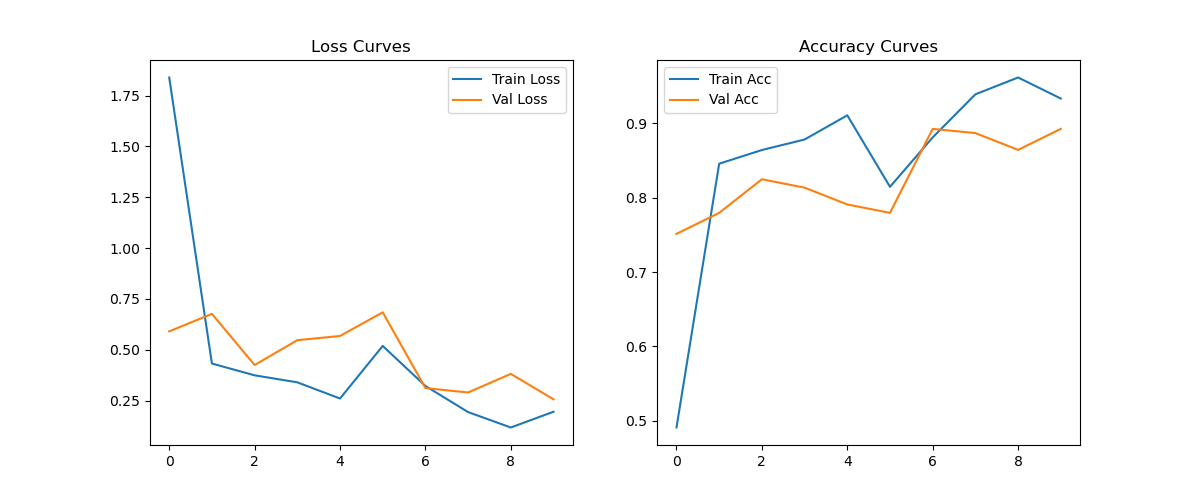 Loss Curves
Train Loss
Val Loss
1.75
1.50
1.25
1.00
0.75
0.50
0.25
0 2 4 6 8
Accuracy Curves
Train Acc
Val Acc
0.9
0.8
0.7
0.6
0.5
0 2 4 6 8